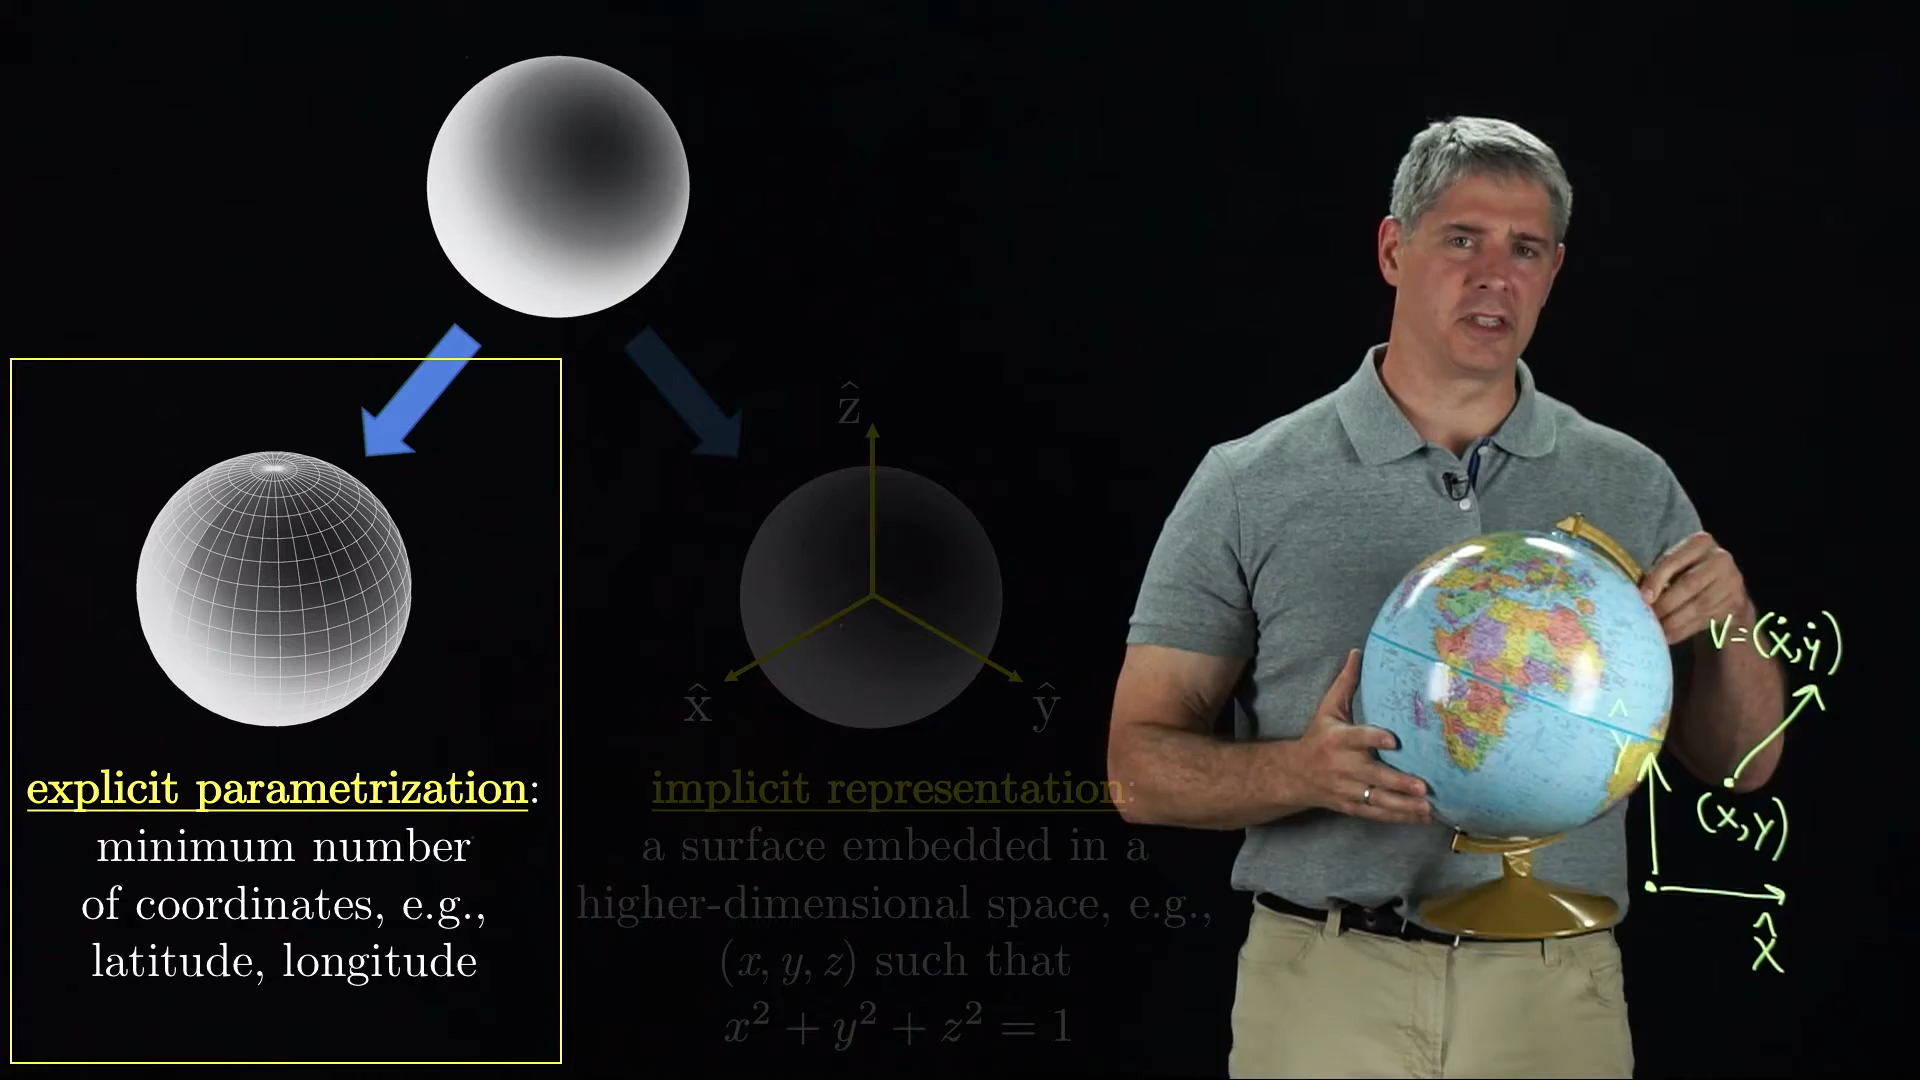 explicit parametrization:
minimum number
of coordinates, e.g.,
latitude, longitude
ẑ
x̂
ŷ
implicit representation:
a surface embedded in a
higher-dimensional space, e.g.,
(x, y, z) such that
x² + y² + z² = 1
v=(ẋ,ẏ)
ŷ
(x,y)
x̂